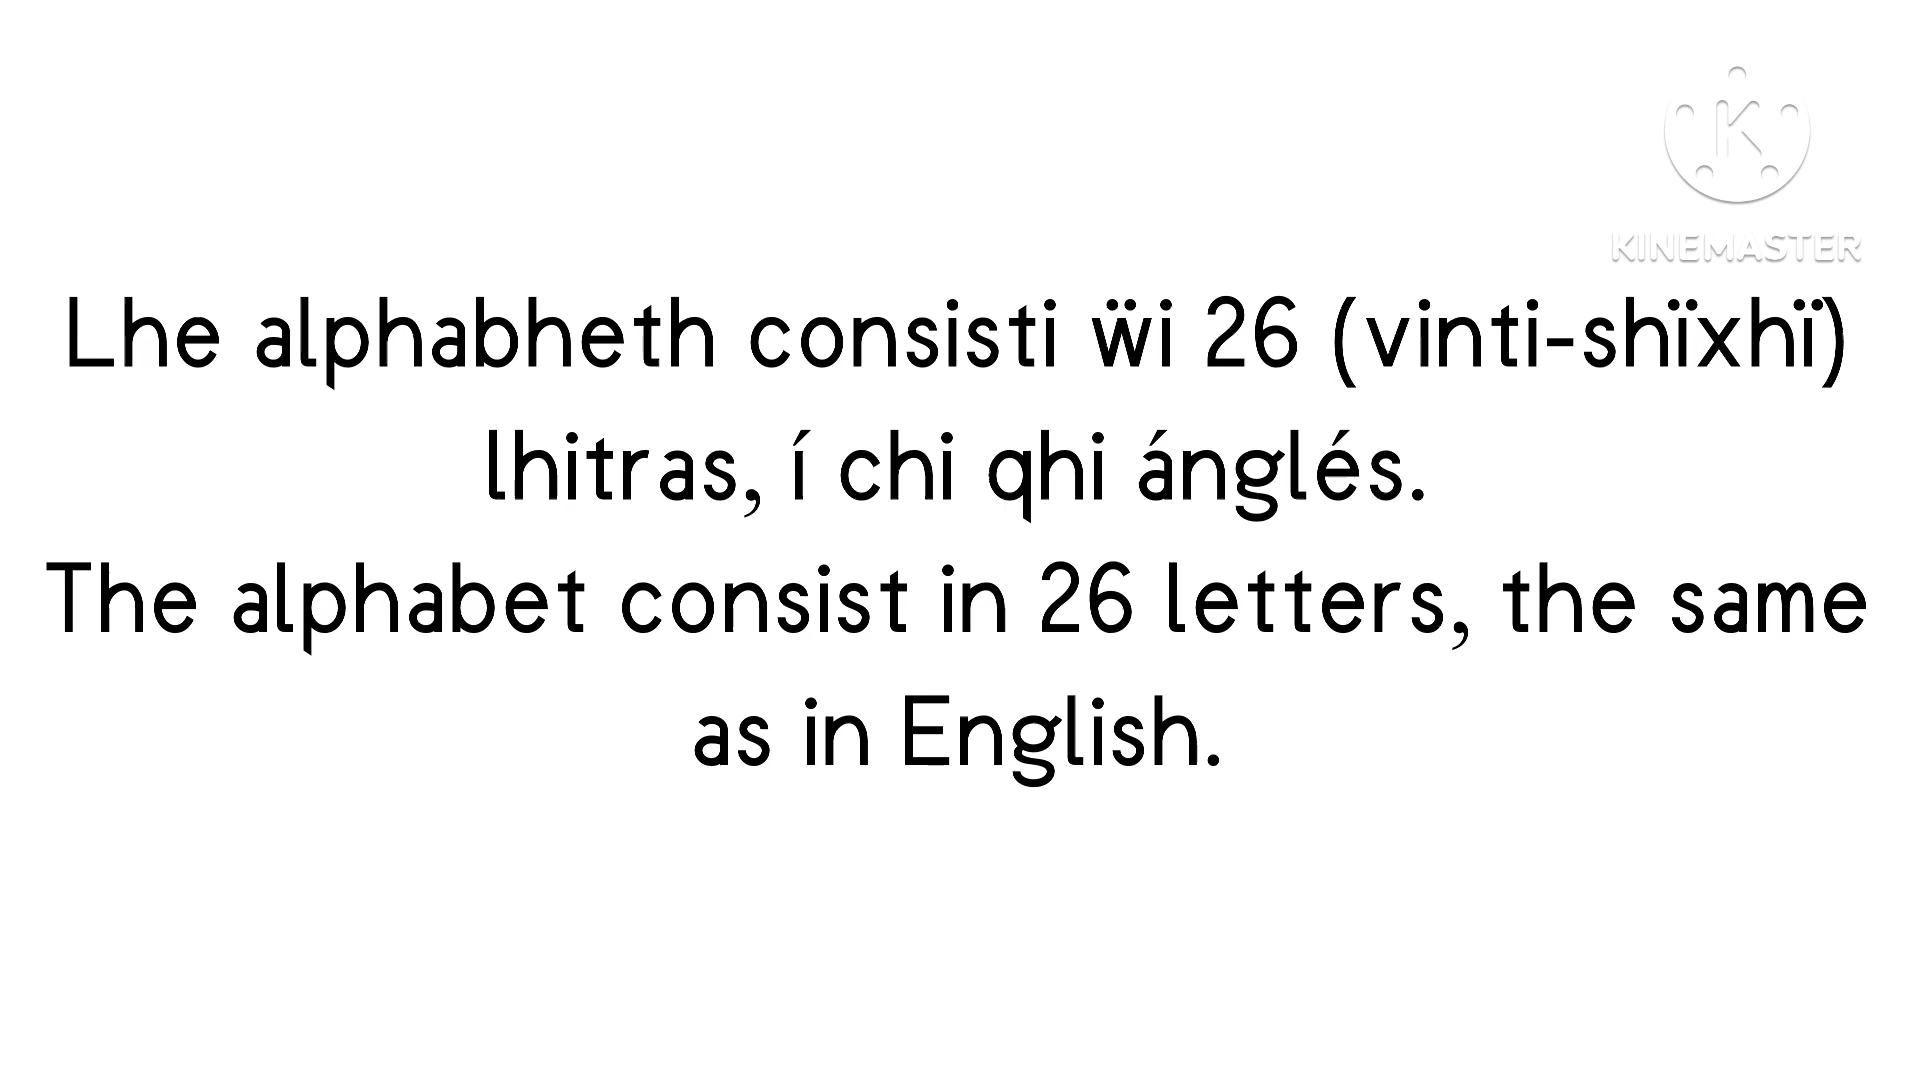 KINEMASTER
Lhe alphabheth consisti ẅi 26 (vinti-shïxhï)
lhitras, í chi qhi ánglés.
The alphabet consist in 26 letters, the same
as in English.